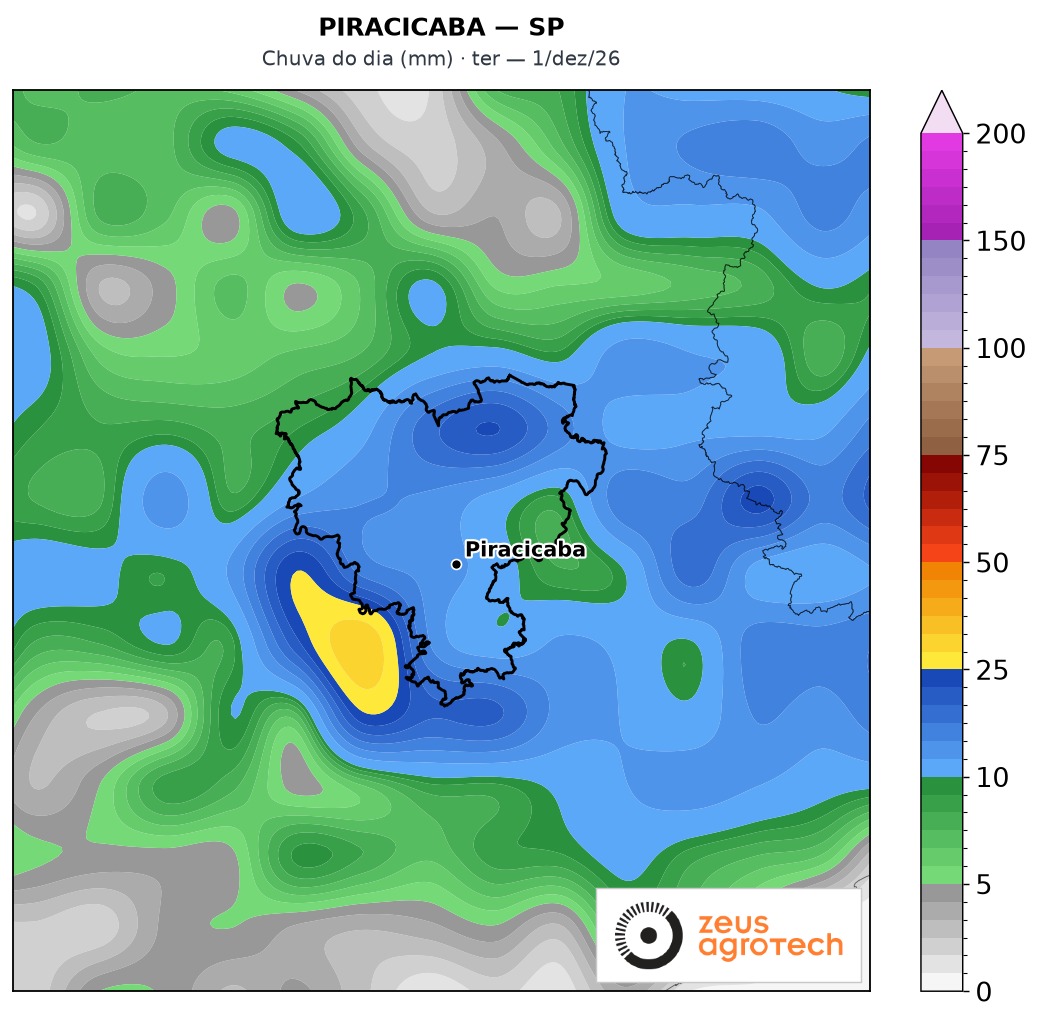 PIRACICABA — SP
Chuva do dia (mm) · ter — 1/dez/26
200
150
100
75
50
25
10
5
0
Piracicaba
zeus
agrotech